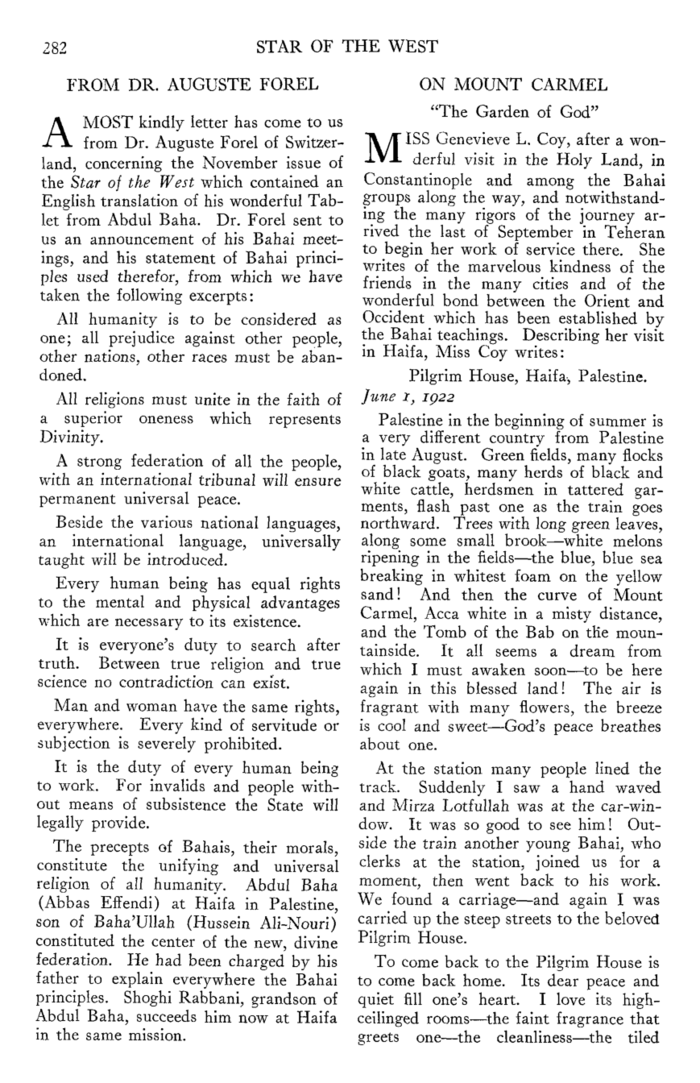 282
STAR OF THE WEST
FROM DR. AUGUSTE FOREL
A MOST kindly letter has come to us
from Dr. Auguste Forel of Switzer-
land, concerning the November issue of
the Star of the West which contained an
English translation of his wonderful Tab-
let from Abdul Baha. Dr. Forel sent to
us an announcement of his Bahai meet-
ings, and his statement of Bahai princi-
ples used therefor, from which we have
taken the following excerpts:
All humanity is to be considered as
one; all prejudice against other people,
other nations, other races must be aban-
doned.
All religions must unite in the faith of
a superior oneness which represents
Divinity.
A strong federation of all the people,
with an international tribunal will ensure
permanent universal peace.
Beside the various national languages,
an international language, universally
taught will be introduced.
Every human being has equal rights
to the mental and physical advantages
which are necessary to its existence.
It is everyone's duty to search after
truth. Between true religion and true
science no contradiction can exist.
Man and woman have the same rights,
everywhere. Every kind of servitude or
subjection is severely prohibited.
It is the duty of every human being
to work. For invalids and people with-
out means of subsistence the State will
legally provide.
The precepts of Bahais, their morals,
constitute the unifying and universal
religion of all humanity. Abdul Baha
(Abbas Effendi) at Haifa in Palestine,
son of Baha'Ullah (Hussein Ali-Nouri)
constituted the center of the new, divine
federation. He had been charged by his
father to explain everywhere the Bahai
principles. Shoghi Rabbani, grandson of
Abdul Baha, succeeds him now at Haifa
in the same mission.
ON MOUNT CARMEL
"The Garden of God"
MISS Genevieve L. Coy, after a won-
derful visit in the Holy Land, in
Constantinople and among the Bahai
groups along the way, and notwithstand-
ing the many rigors of the journey ar-
rived the last of September in Teheran
to begin her work of service there. She
writes of the marvelous kindness of the
friends in the many cities and of the
wonderful bond between the Orient and
Occident which has been established by
the Bahai teachings. Describing her visit
in Haifa, Miss Coy writes:
Pilgrim House, Haifa, Palestine.
June 1, 1922
Palestine in the beginning of summer is
a very different country from Palestine
in late August. Green fields, many flocks
of black goats, many herds of black and
white cattle, herdsmen in tattered gar-
ments, flash past one as the train goes
northward. Trees with long green leaves,
along some small brook—white melons
ripening in the fields—the blue, blue sea
breaking in whitest foam on the yellow
sand! And then the curve of Mount
Carmel, Acca white in a misty distance,
and the Tomb of the Bab on the moun-
tainside. It all seems a dream from
which I must awaken soon—to be here
again in this blessed land! The air is
fragrant with many flowers, the breeze
is cool and sweet—God's peace breathes
about one.
At the station many people lined the
track. Suddenly I saw a hand waved
and Mirza Lotfullah was at the car-win-
dow. It was so good to see him! Out-
side the train another young Bahai, who
clerks at the station, joined us for a
moment, then went back to his work.
We found a carriage—and again I was
carried up the steep streets to the beloved
Pilgrim House.
To come back to the Pilgrim House is
to come back home. Its dear peace and
quiet fill one's heart. I love its high-
ceilinged rooms—the faint fragrance that
greets one—the cleanliness—the tiled